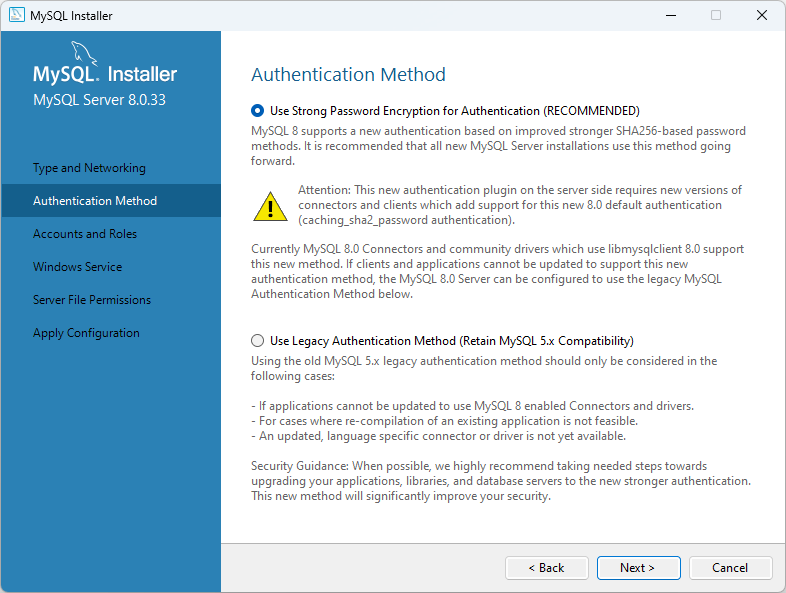 MySQL Installer
MySQL® Installer
MySQL Server 8.0.33
Type and Networking
Authentication Method
Accounts and Roles
Windows Service
Server File Permissions
Apply Configuration
Authentication Method
Use Strong Password Encryption for Authentication (RECOMMENDED)
MySQL 8 supports a new authentication based on improved stronger SHA256-based password
methods. It is recommended that all new MySQL Server installations use this method going
forward.
Attention: This new authentication plugin on the server side requires new versions of
connectors and clients which add support for this new 8.0 default authentication
(caching_sha2_password authentication).
Currently MySQL 8.0 Connectors and community drivers which use libmysqlclient 8.0 support
this new method. If clients and applications cannot be updated to support this new
authentication method, the MySQL 8.0 Server can be configured to use the legacy MySQL
Authentication Method below.
Use Legacy Authentication Method (Retain MySQL 5.x Compatibility)
Using the old MySQL 5.x legacy authentication method should only be considered in the
following cases:
- If applications cannot be updated to use MySQL 8 enabled Connectors and drivers.
- For cases where re-compilation of an existing application is not feasible.
- An updated, language specific connector or driver is not yet available.
Security Guidance: When possible, we highly recommend taking needed steps towards
upgrading your applications, libraries, and database servers to the new stronger authentication.
This new method will significantly improve your security.
< Back
Next >
Cancel